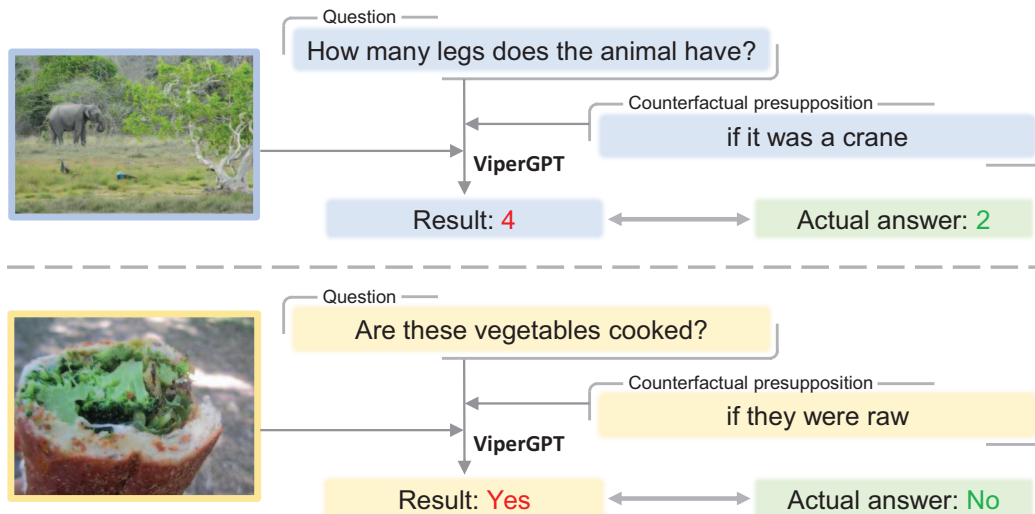 Question
How many legs does the animal have?
Counterfactual presupposition
if it was a crane
ViperGPT
Result: 4
Actual answer: 2
Question
Are these vegetables cooked?
Counterfactual presupposition
if they were raw
ViperGPT
Result: Yes
Actual answer: No